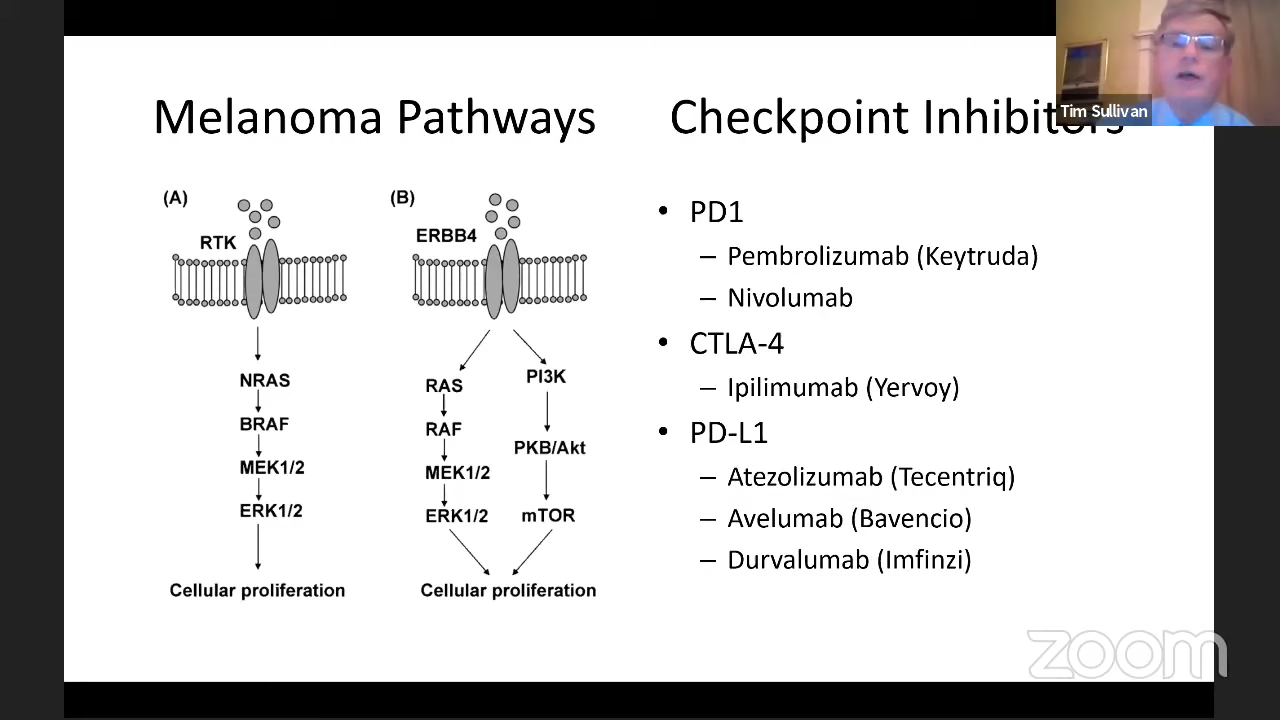 Melanoma Pathways
(A)
RTK
NRAS
BRAF
MEK1/2
ERK1/2
Cellular proliferation
(B)
ERBB4
RAS
RAF
MEK1/2
ERK1/2
PI3K
PKB/Akt
mTOR
Cellular proliferation
Checkpoint Inhibitors
• PD1
– Pembrolizumab (Keytruda)
– Nivolumab
• CTLA-4
– Ipilimumab (Yervoy)
• PD-L1
– Atezolizumab (Tecentriq)
– Avelumab (Bavencio)
– Durvalumab (Imfinzi)
Tim Sullivan
zoom